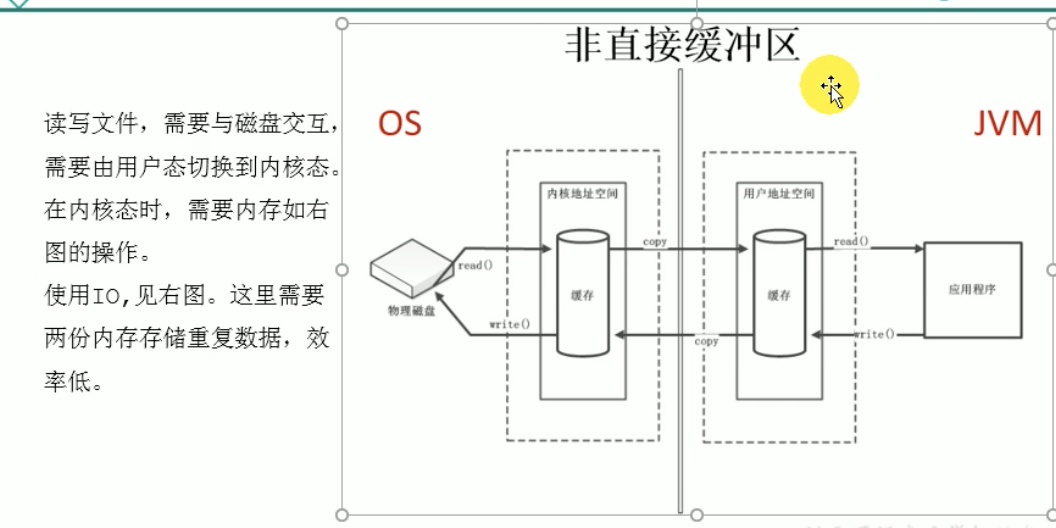 非直接缓冲区
读写文件，需要与磁盘交互，
需要由用户态切换到内核态。
在内核态时，需要内存如右
图的操作。
使用IO,见右图。这里需要
两份内存存储重复数据，效
率低。
OS
JVM
内核地址空间
用户地址空间
copy
read()
read()
缓存
缓存
应用程序
物理磁盘
write()
copy
write()